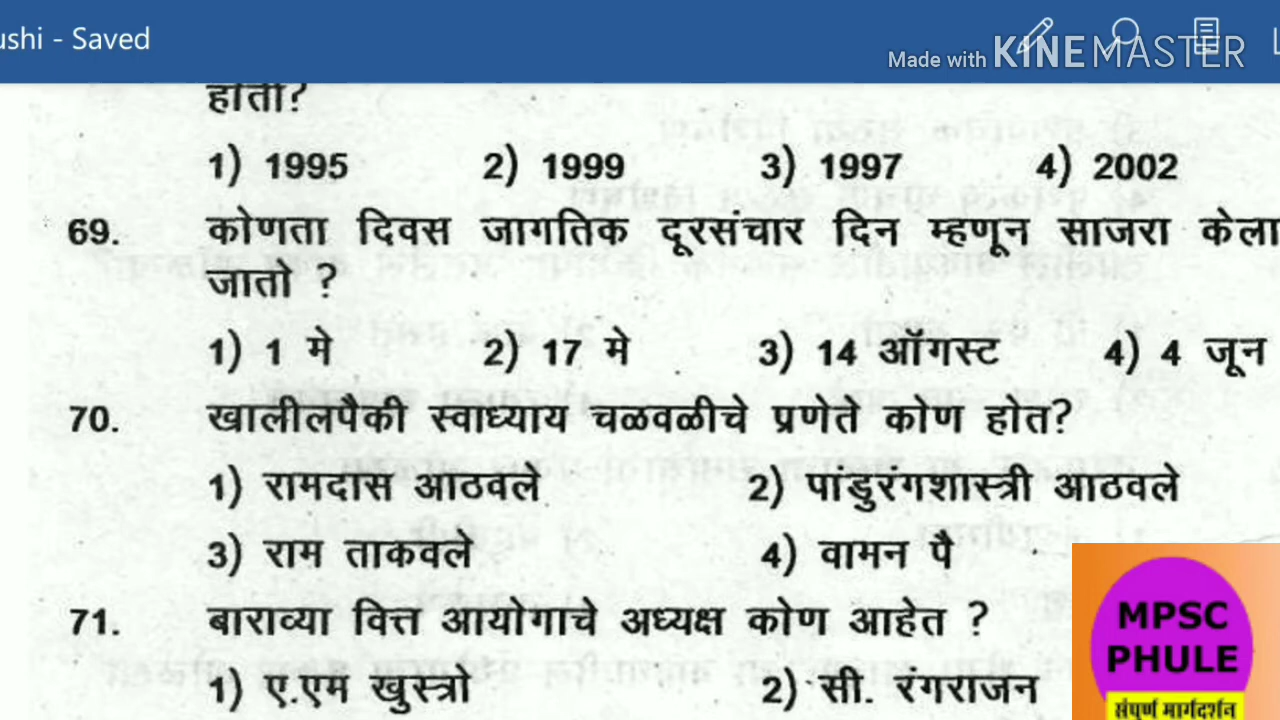 ushi - Saved
Made with KINEMASTER
होती?
1) 1995 2) 1999 3) 1997 4) 2002
69. कोणता दिवस जागतिक दूरसंचार दिन म्हणून साजरा केला
जातो ?
1) 1 मे 2) 17 मे 3) 14 ऑगस्ट 4) 4 जून
70. खालीलपैकी स्वाध्याय चळवळीचे प्रणेते कोण होत?
1) रामदास आठवले 2) पांडुरंगशास्त्री आठवले
3) राम ताकवले 4) वामन पै
71. बाराव्या वित्त आयोगाचे अध्यक्ष कोण आहेत ?
1) ए.एम खुस्त्रो 2) सी. रंगराजन
MPSC
PHULE
संपूर्ण मार्गदर्शन